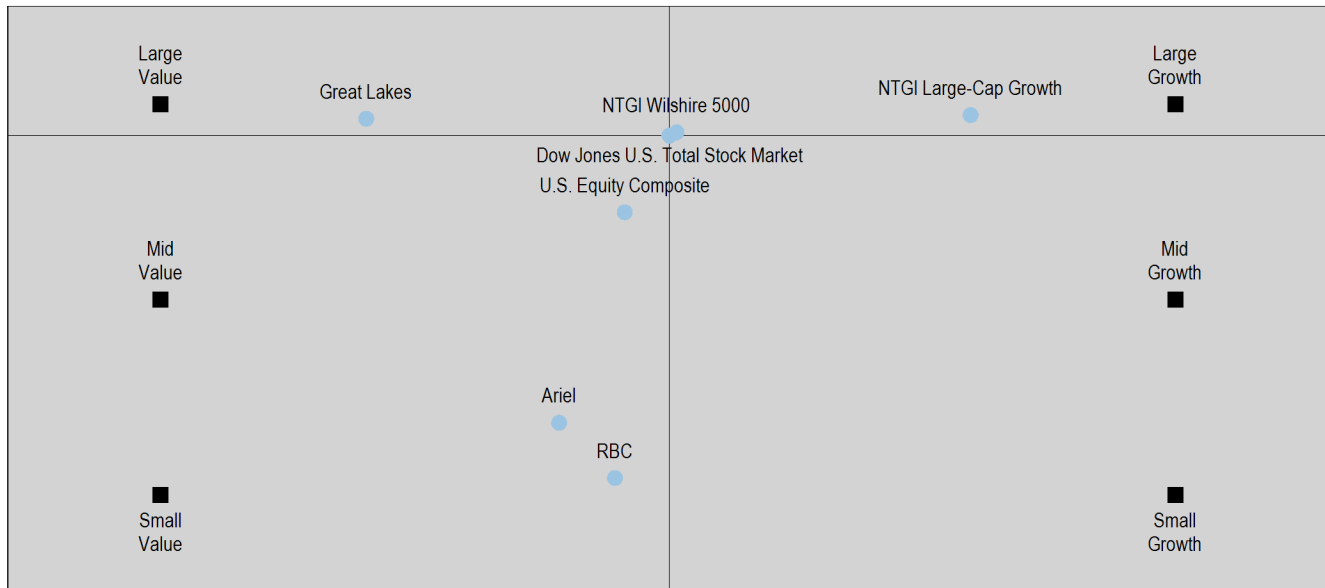 Large
Value
Great Lakes
NTGI Wilshire 5000
NTGI Large-Cap Growth
Large
Growth
Dow Jones U.S. Total Stock Market
U.S. Equity Composite
Mid
Value
Mid
Growth
Ariel
RBC
Small
Value
Small
Growth